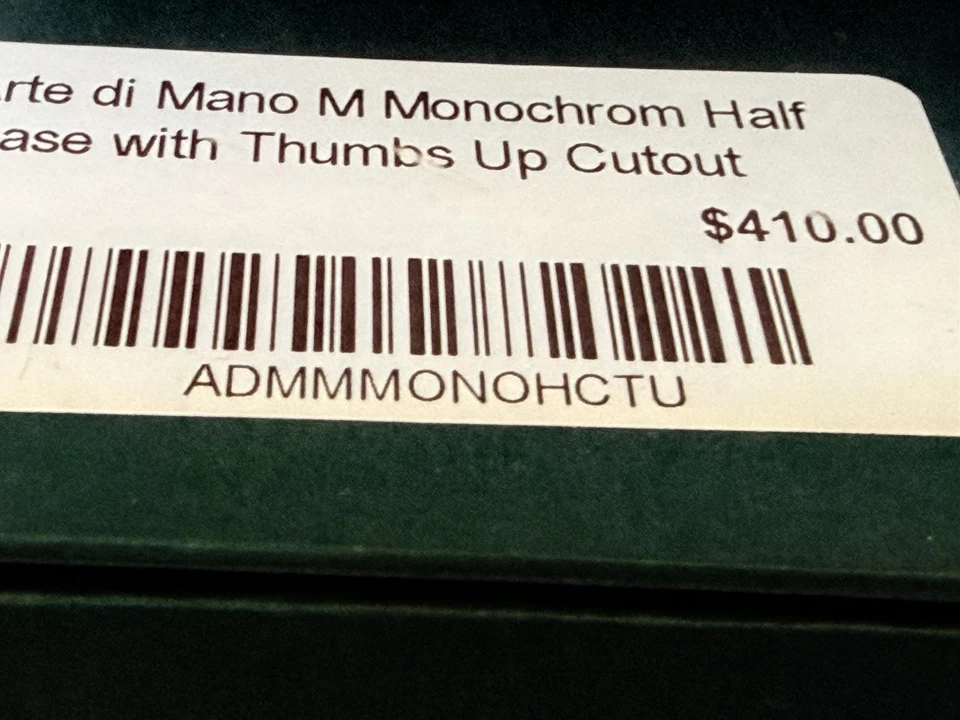 rte di Mano M Monochrom Half
ase with Thumbs Up Cutout
$410.00
ADMMMONOHCTU